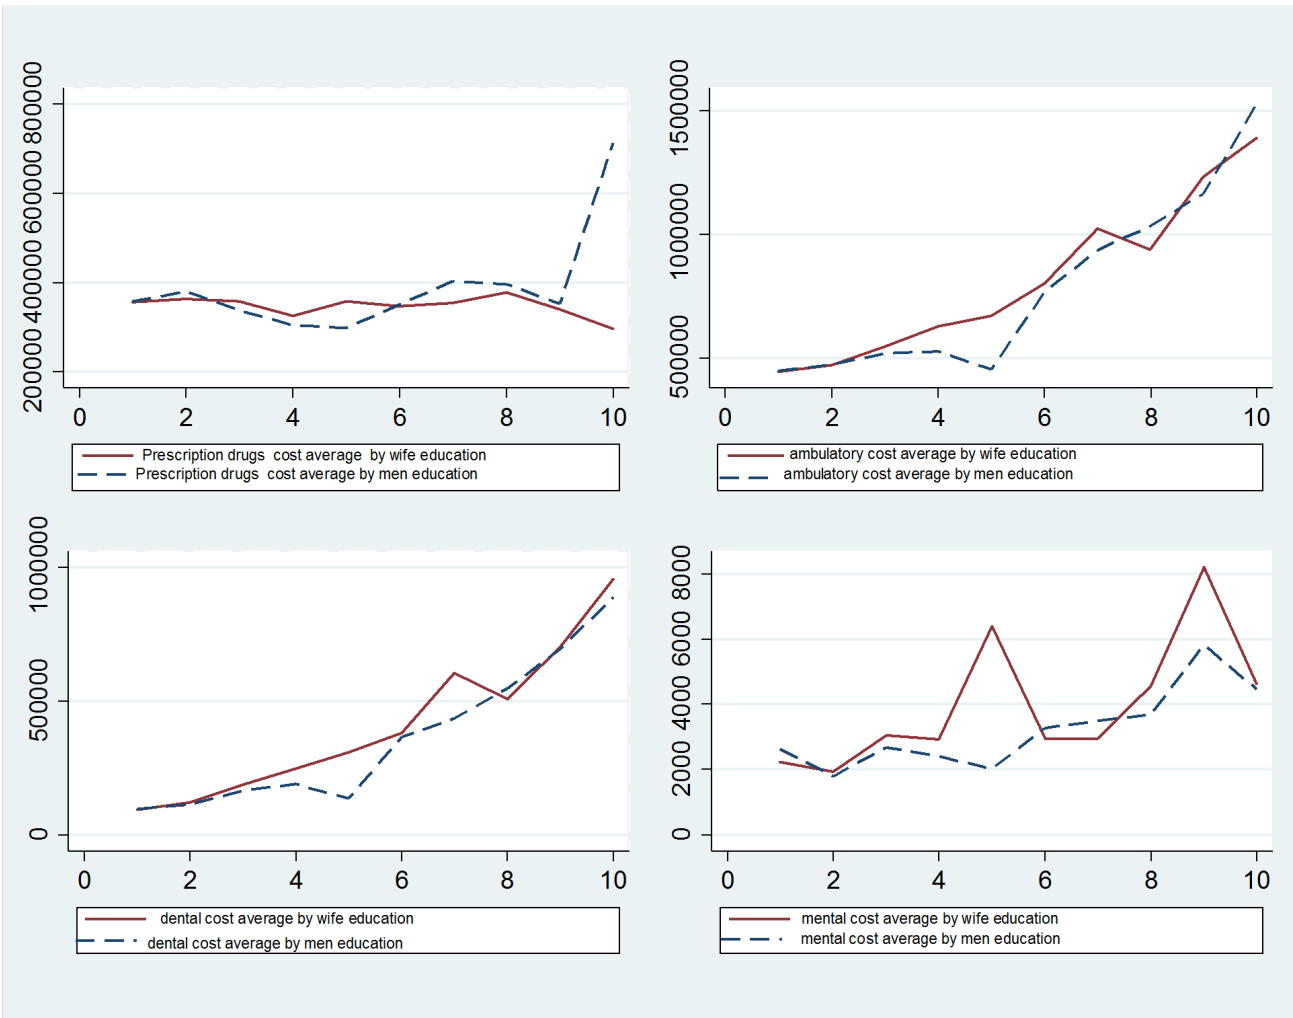 8000000
6000000
4000000
2000000
0 2 4 6 8 10
Prescription drugs cost average by wife education
Prescription drugs cost average by men education
1500000
1000000
500000
0 2 4 6 8 10
ambulatory cost average by wife education
ambulatory cost average by men education
1000000
500000
0
0 2 4 6 8 10
dental cost average by wife education
dental cost average by men education
8000
6000
4000
2000
0
0 2 4 6 8 10
mental cost average by wife education
mental cost average by men education